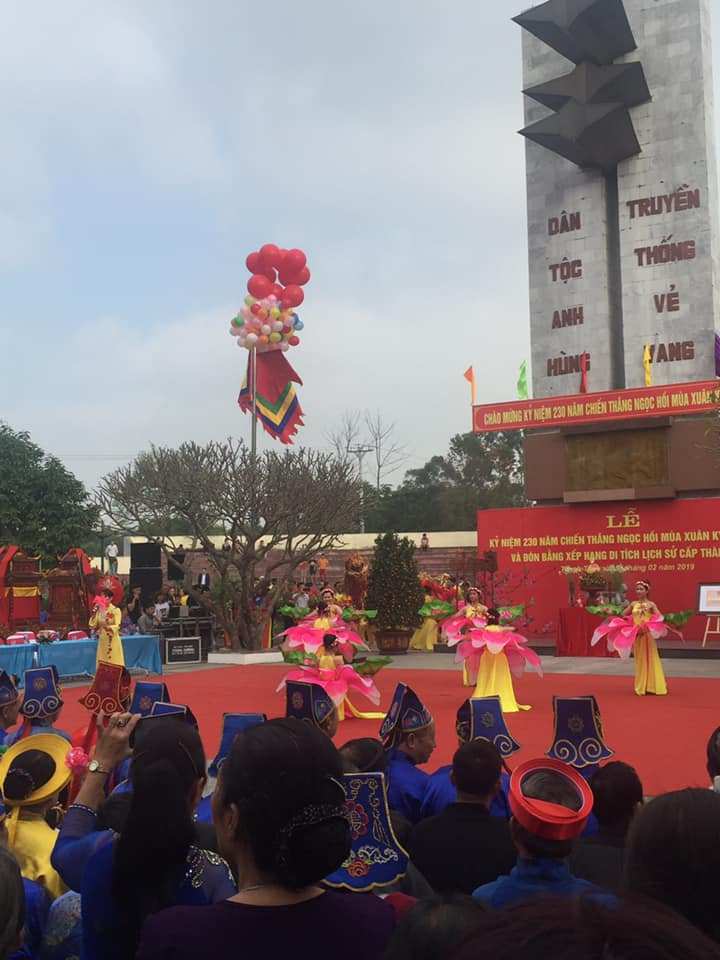 DÂN
TỘC
ANH
HÙNG
TRUYỀN
THỐNG
VẺ
VANG
CHÀO MỪNG KỶ NIỆM 230 NĂM CHIẾN THẮNG NGỌC HỒI MÙA XUÂN K
LỄ
KỶ NIỆM 230 NĂM CHIẾN THẮNG NGỌC HỒI MÙA XUÂN K
VÀ ĐÓN BẰNG XẾP HẠNG DI TÍCH LỊCH SỬ CẤP THÀN
tháng 02 năm 2019